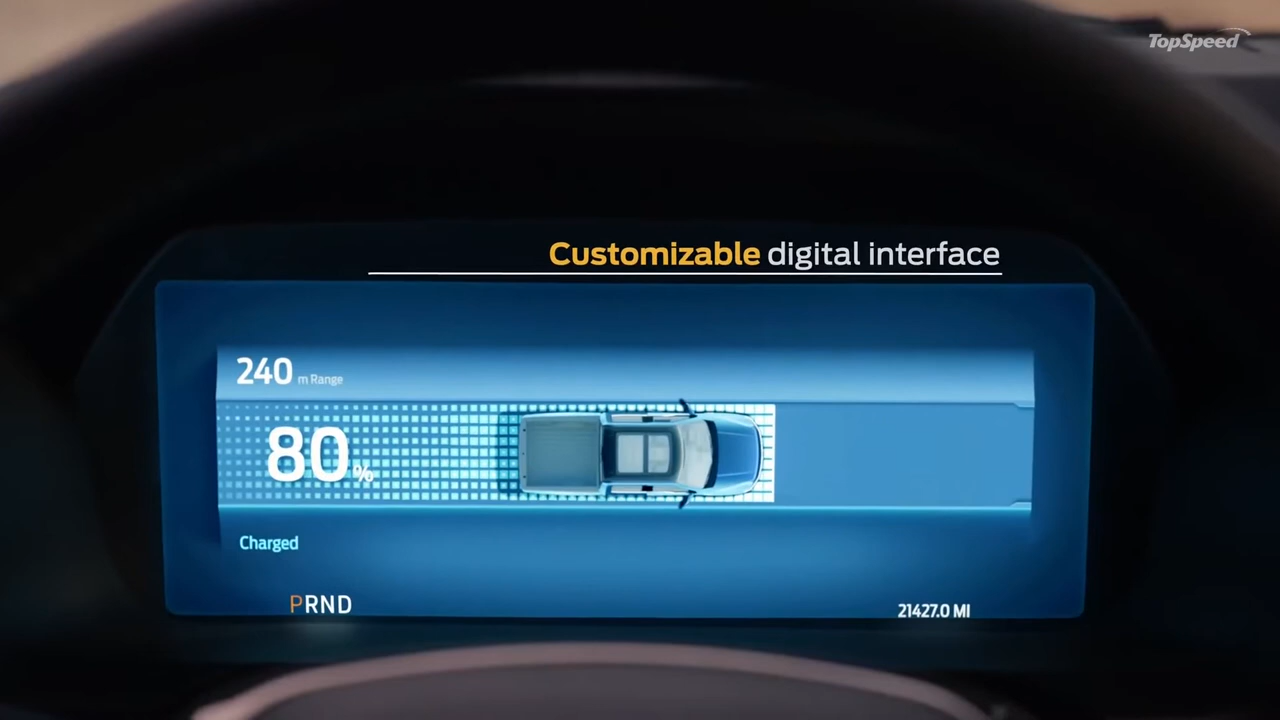 TopSpeed
Customizable digital interface
240 m Range
80%
Charged
PRND
21427.0 MI